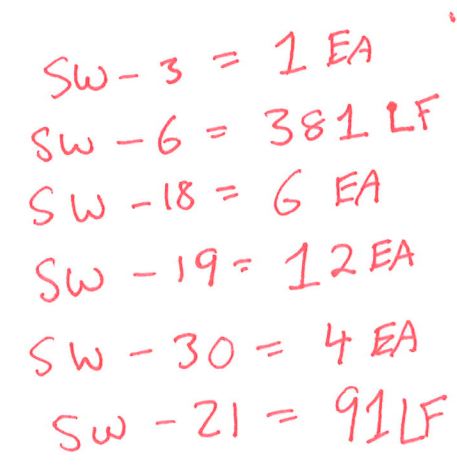 SW-3 = 1 EA
SW-6 = 381 LF
SW-18 = 6 EA
SW-19 = 12 EA
SW-30 = 4 EA
SW-21 = 91 LF